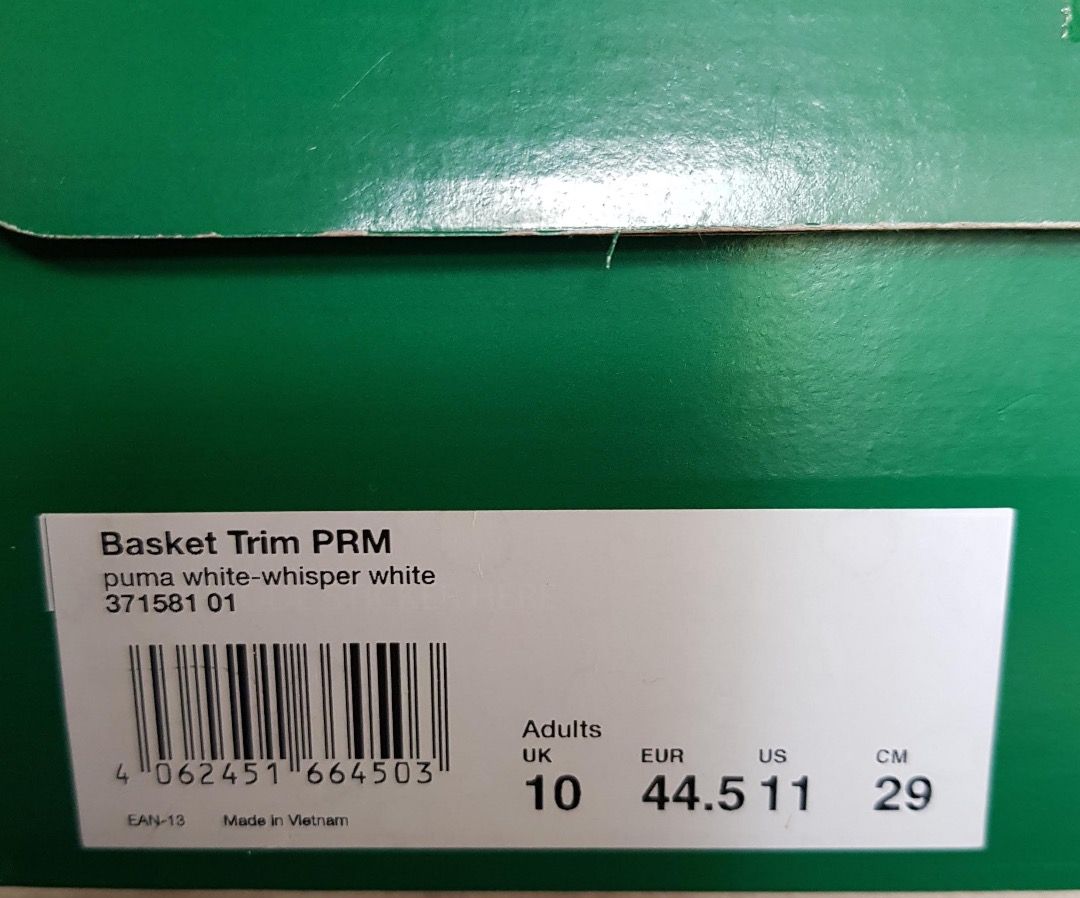 Basket Trim PRM
puma white-whisper white
371581 01
4 062451 664503
EAN-13 Made in Vietnam
Adults
UK EUR US CM
10 44.5 11 29